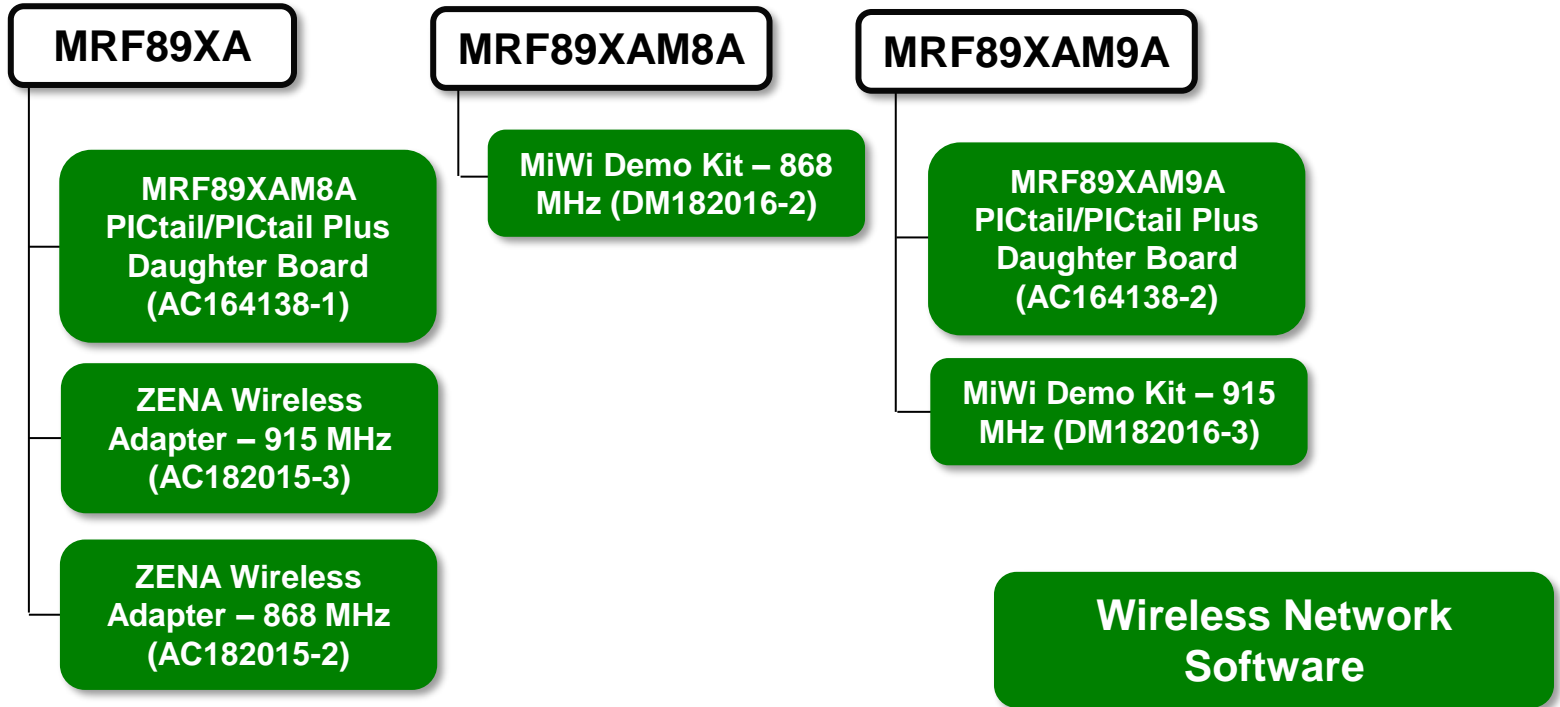 MRF89XA
MRF89XAM8A
PICtail/PICtail Plus
Daughter Board
(AC164138-1)
ZENA Wireless
Adapter – 915 MHz
(AC182015-3)
ZENA Wireless
Adapter – 868 MHz
(AC182015-2)
MRF89XAM8A
MiWi Demo Kit – 868
MHz (DM182016-2)
MRF89XAM9A
MRF89XAM9A
PICtail/PICtail Plus
Daughter Board
(AC164138-2)
MiWi Demo Kit – 915
MHz (DM182016-3)
Wireless Network
Software